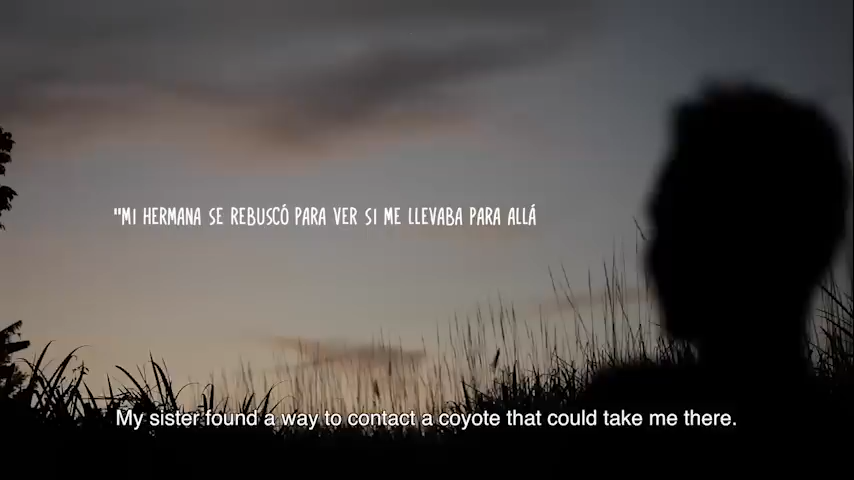 "MI HERMANA SE REBUSCÓ PARA VER SI ME LLEVABA PARA ALLÁ
My sister found a way to contact a coyote that could take me there.